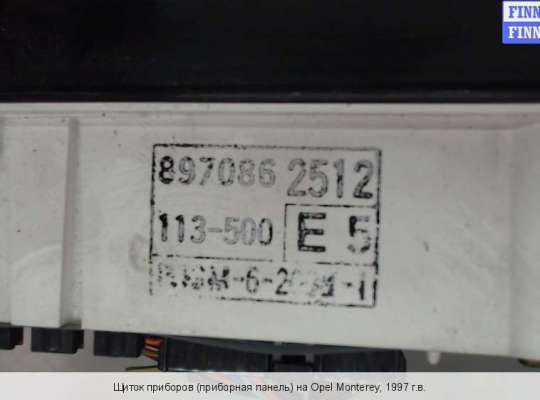 FINN
FINN
897086 2512
113-500 E 5
Щиток приборов (приборная панель) на Opel Monterey, 1997 г.в.